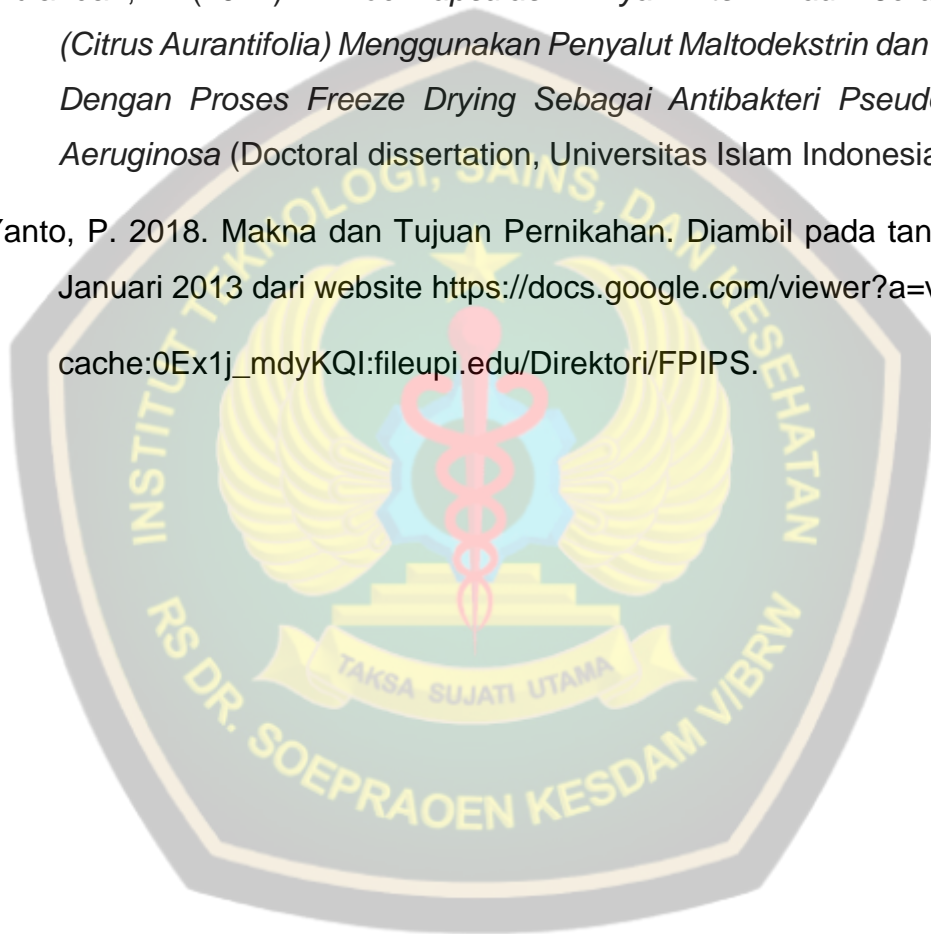 (Citrus Aurantifolia) Menggunakan Penyalut Maltodekstrin dan
Dengan Proses Freeze Drying Sebagai Antibakteri Pseudo
Aeruginosa (Doctoral dissertation, Universitas Islam Indonesia
Yanto, P. 2018. Makna dan Tujuan Pernikahan. Diambil pada tan
Januari 2013 dari website https://docs.google.com/viewer?a=v
cache:0Ex1j_mdyKQI:fileupi.edu/Direktori/FPIPS.
INSTITUT TEKNOLOGI, SAINS, DAN KESEHATAN
TAKSA SUJATI UTAMA
RS DR. SOEPRAOEN KESDAM V/BRW